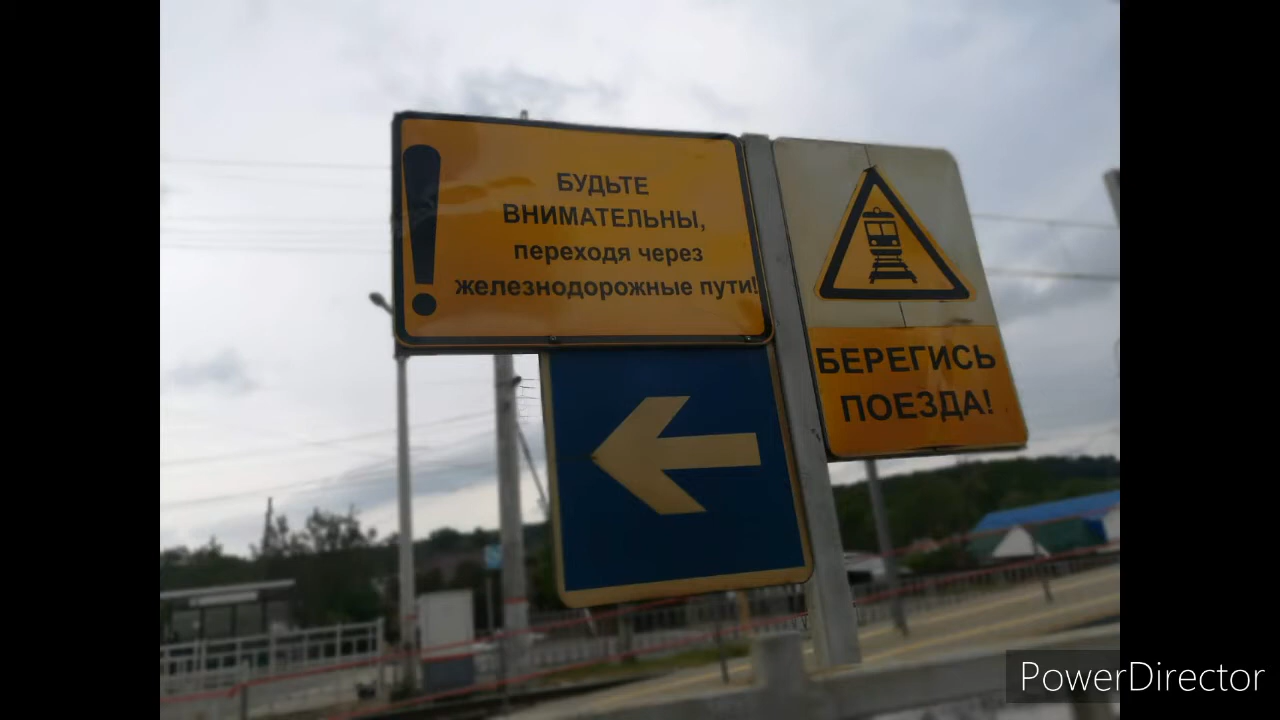 БУДЬТЕ
ВНИМАТЕЛЬНЫ,
переходя через
железнодорожные пути!
БЕРЕГИСЬ
ПОЕЗДА!
PowerDirector